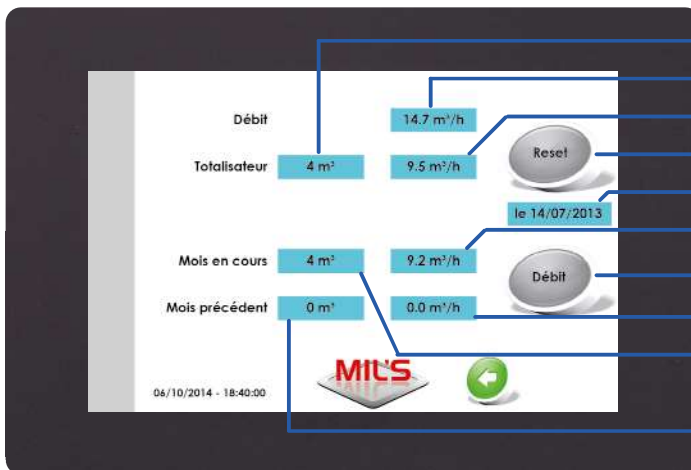 Débit 14.7 m³/h
Totalisateur 4 m³ 9.5 m³/h Reset
le 14/07/2013
Mois en cours 4 m³ 9.2 m³/h
Débit
Mois précédent 0 m³ 0.0 m³/h
MIL'S
06/10/2014 - 18:40:00